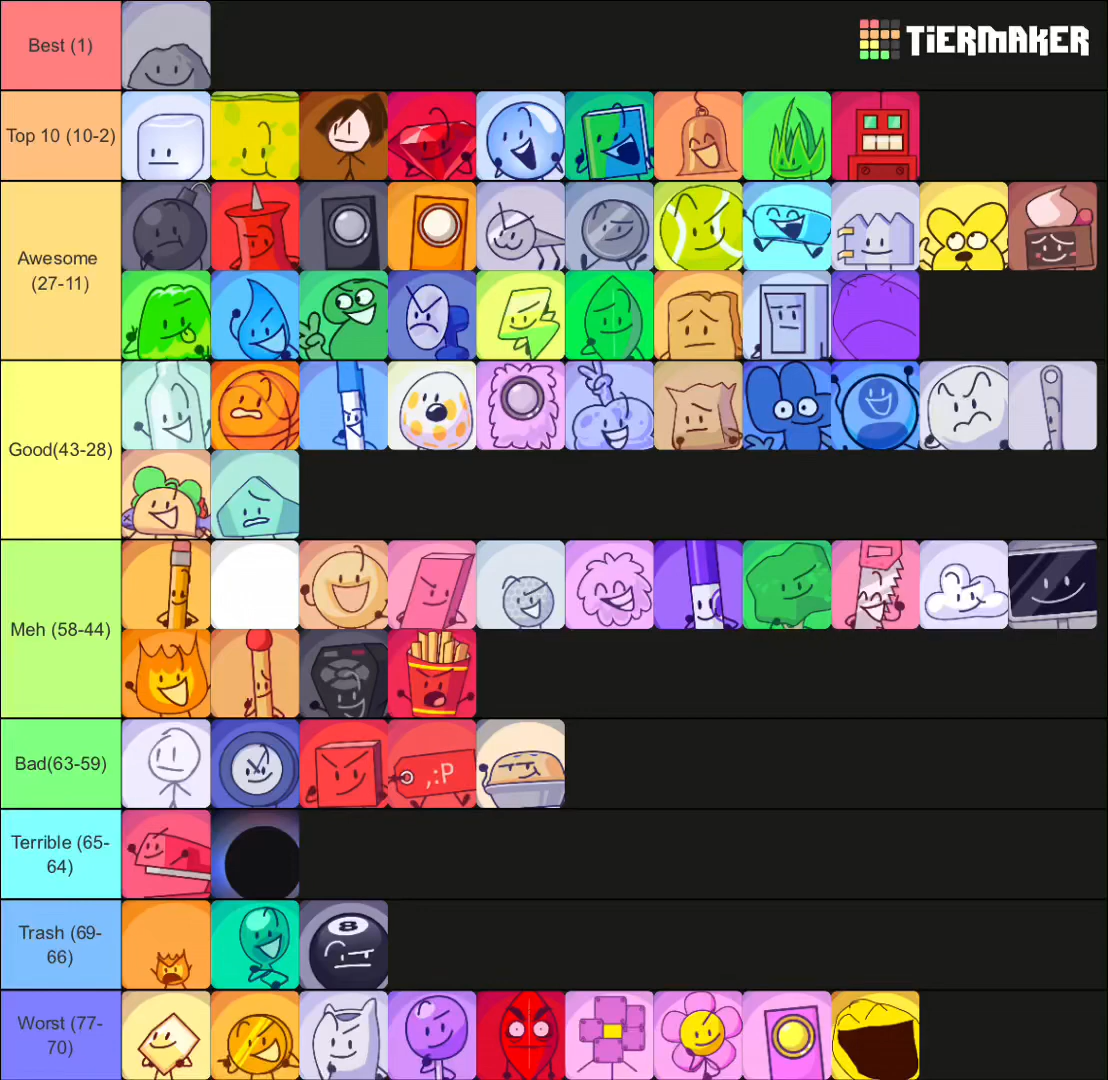 Best (1)
TiERMAKER
Top 10 (10-2)
Awesome
(27-11)
Good(43-28)
Meh (58-44)
Bad(63-59)
,:P
Terrible (65-
64)
Trash (69-
66)
8
Worst (77-
70)